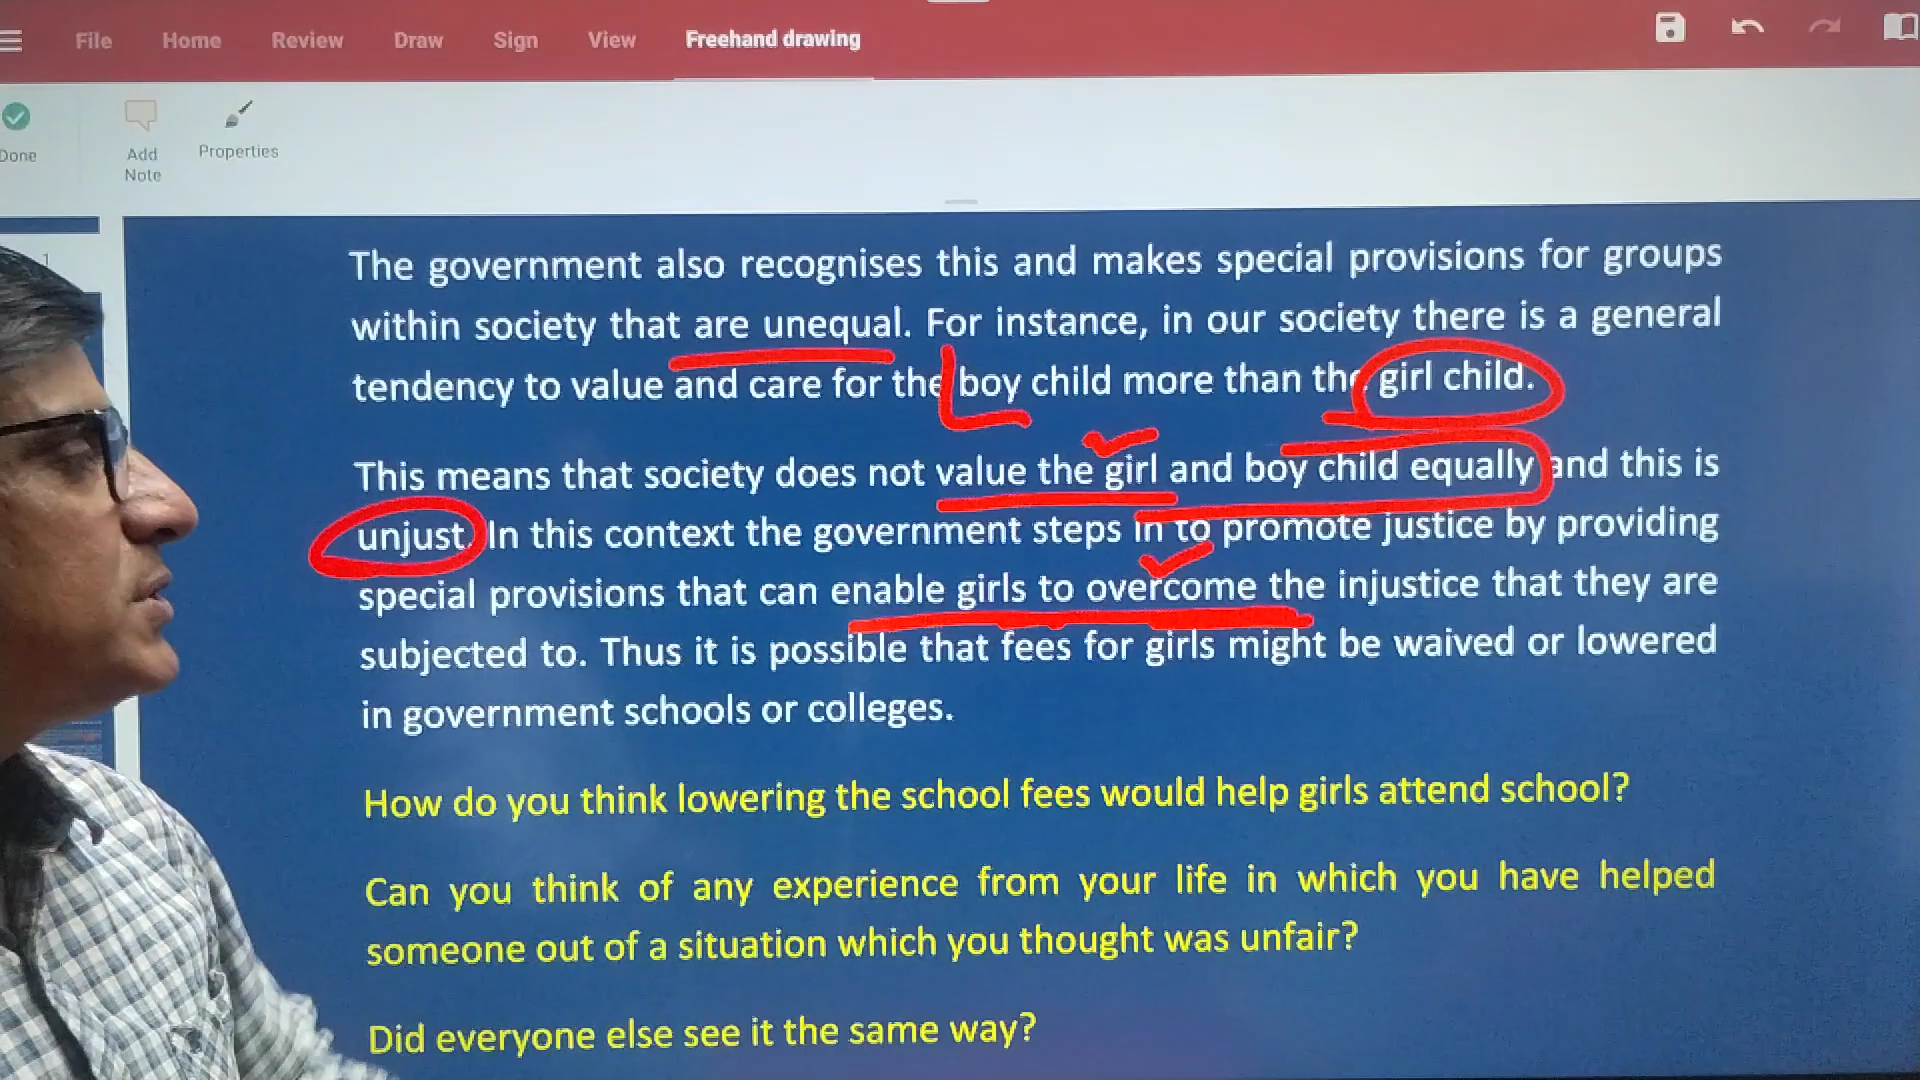 File Home Review Draw Sign View Freehand drawing
Done Add Note Properties
1
The government also recognises this and makes special provisions for groups
within society that are unequal. For instance, in our society there is a general
tendency to value and care for the boy child more than the girl child.
This means that society does not value the girl and boy child equally and this is
unjust. In this context the government steps in to promote justice by providing
special provisions that can enable girls to overcome the injustice that they are
subjected to. Thus it is possible that fees for girls might be waived or lowered
in government schools or colleges.
How do you think lowering the school fees would help girls attend school?
Can you think of any experience from your life in which you have helped
someone out of a situation which you thought was unfair?
Did everyone else see it the same way?